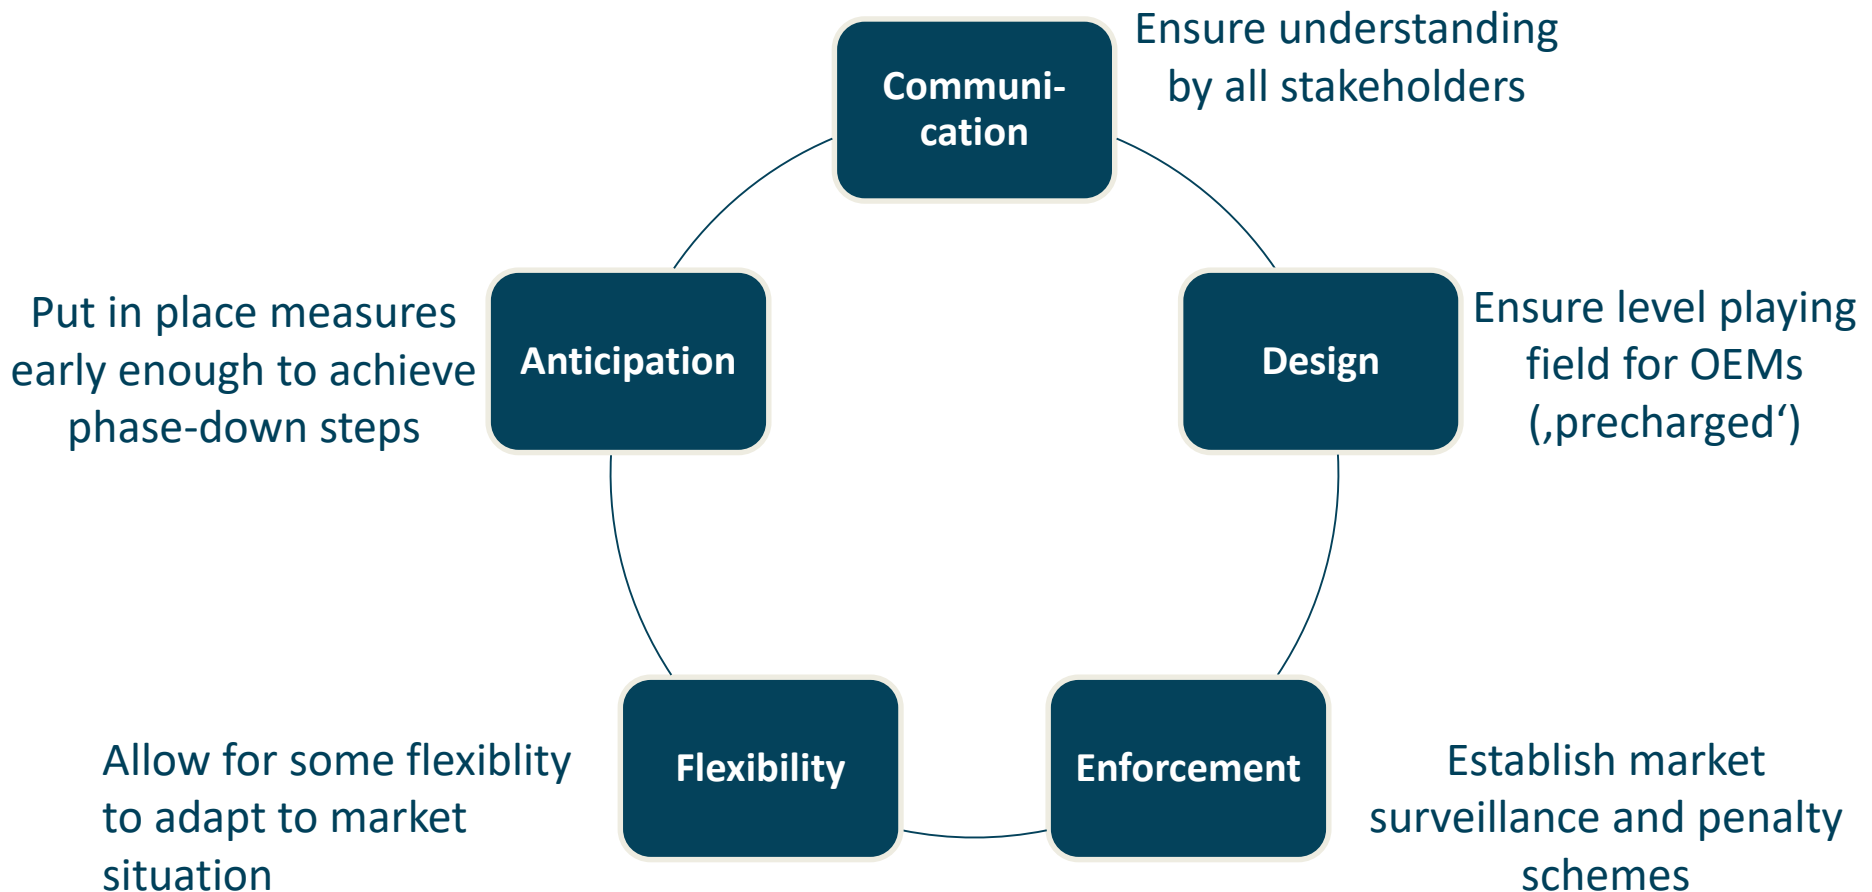 Communi-
cation
Ensure understanding
by all stakeholders
Design
Ensure level playing
field for OEMs
(‚precharged‘)
Enforcement
Establish market
surveillance and penalty
schemes
Flexibility
Allow for some flexiblity
to adapt to market
situation
Anticipation
Put in place measures
early enough to achieve
phase-down steps